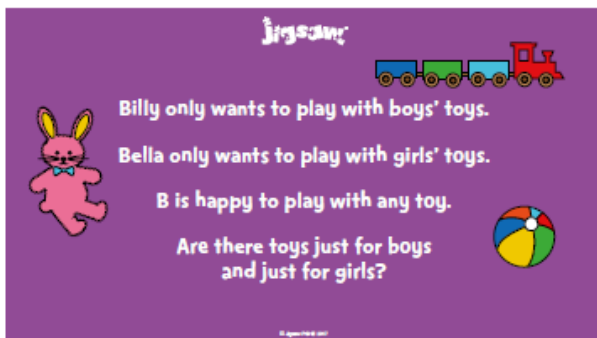 jigsaw
Billy only wants to play with boys' toys.
Bella only wants to play with girls' toys.
B is happy to play with any toy.
Are there toys just for boys
and just for girls?